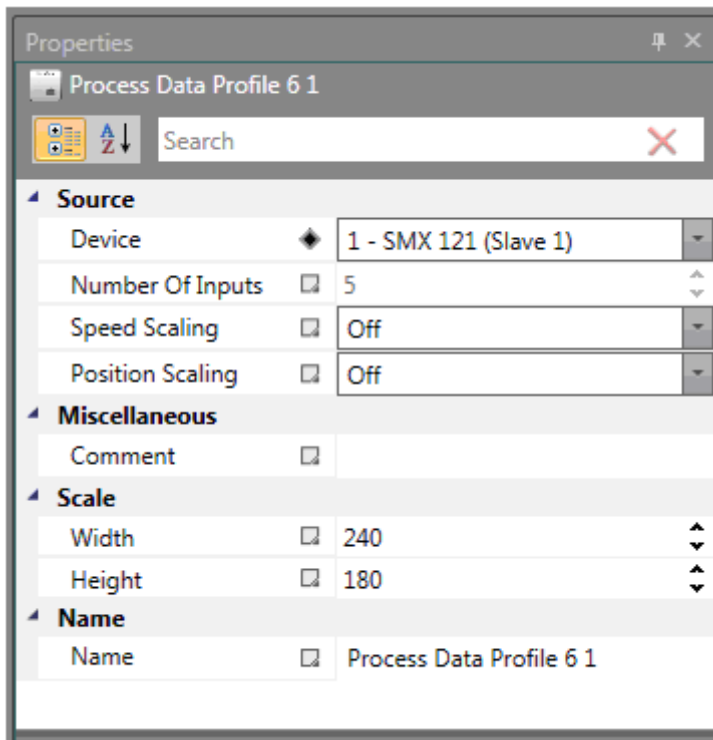 Properties
Process Data Profile 6 1
A Z Search
Source
Device 1 - SMX 121 (Slave 1)
Number Of Inputs 5
Speed Scaling Off
Position Scaling Off
Miscellaneous
Comment
Scale
Width 240
Height 180
Name
Name Process Data Profile 6 1